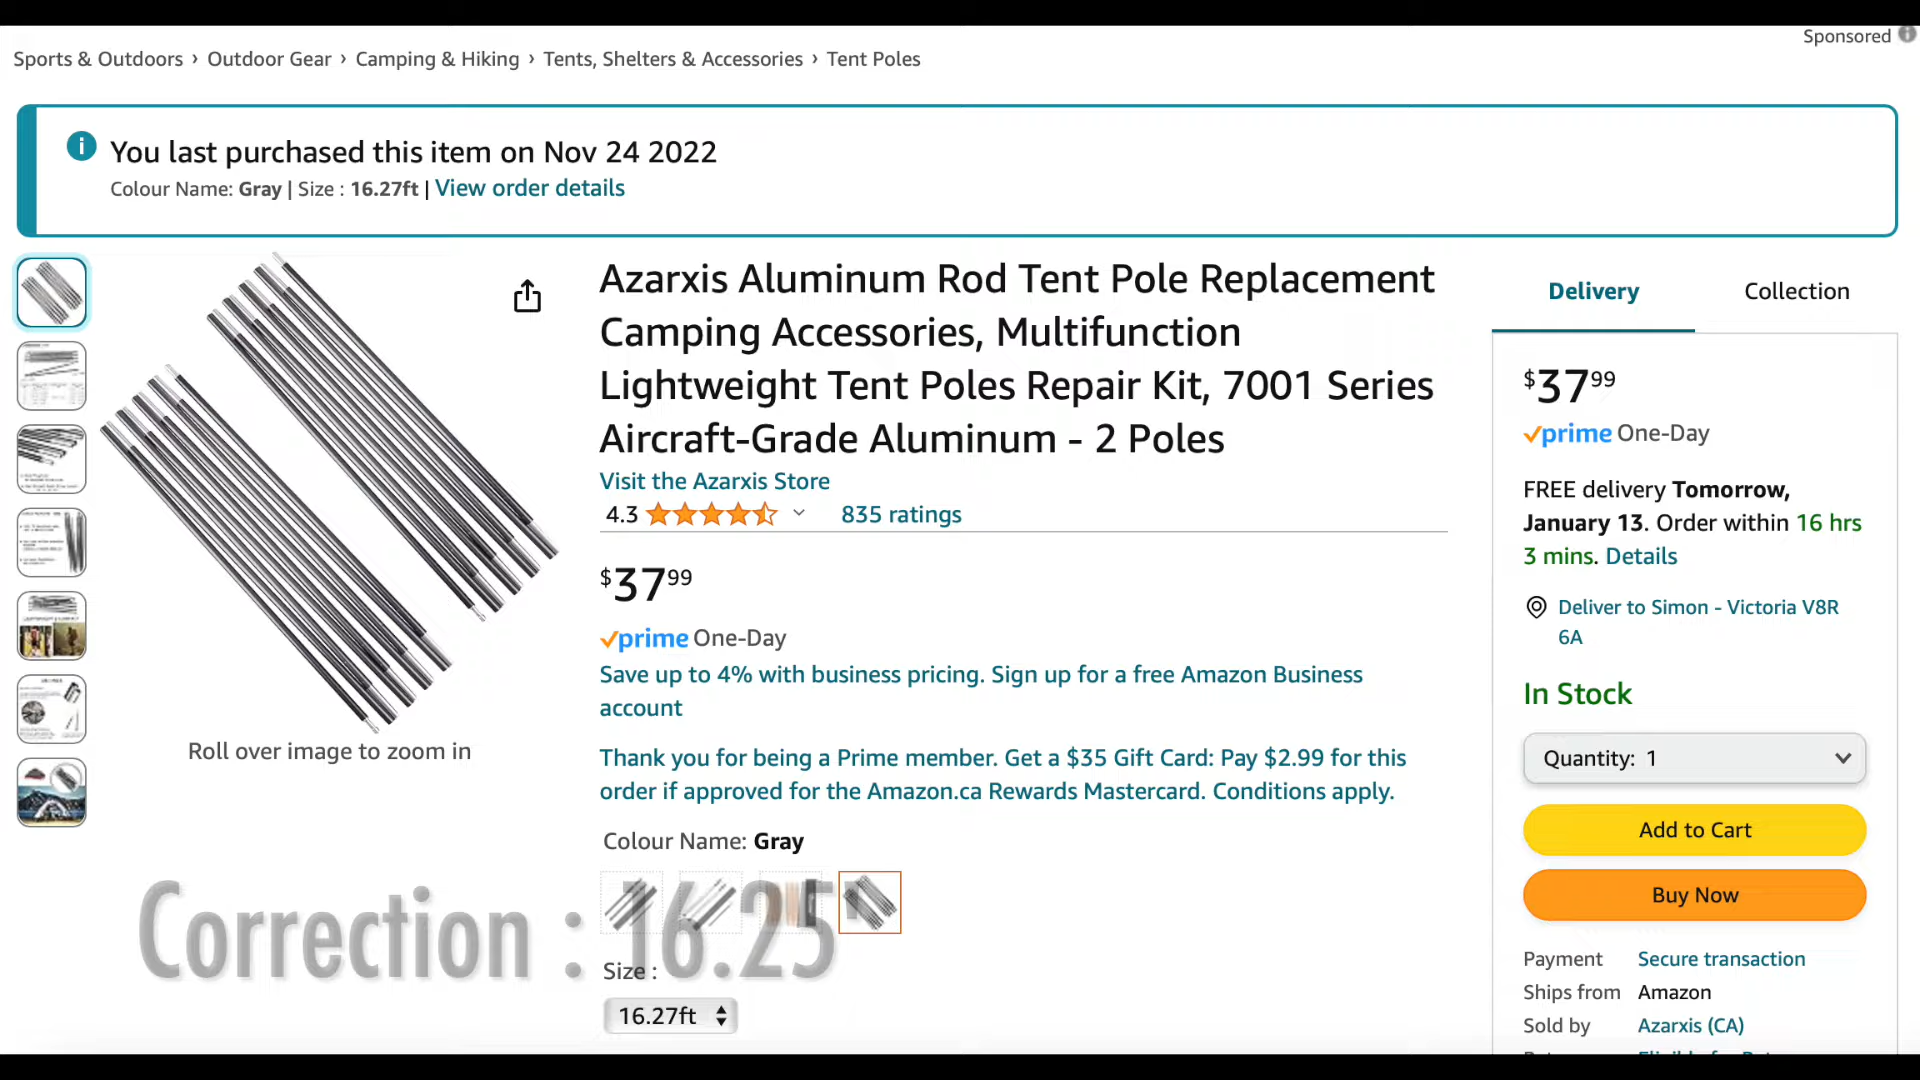 Sponsored
Sports & Outdoors › Outdoor Gear › Camping & Hiking › Tents, Shelters & Accessories › Tent Poles
You last purchased this item on Nov 24 2022
Colour Name: Gray | Size : 16.27ft | View order details
Azarxis Aluminum Rod Tent Pole Replacement
Camping Accessories, Multifunction
Lightweight Tent Poles Repair Kit, 7001 Series
Aircraft-Grade Aluminum - 2 Poles
Visit the Azarxis Store
4.3
835 ratings
$37.99
prime One-Day
Save up to 4% with business pricing. Sign up for a free Amazon Business
account
Thank you for being a Prime member. Get a $35 Gift Card: Pay $2.99 for this
order if approved for the Amazon.ca Rewards Mastercard. Conditions apply.
Colour Name: Gray
Size :
16.27ft
Roll over image to zoom in
Correction : 16.25"
Delivery
Collection
$37.99
prime One-Day
FREE delivery Tomorrow,
January 13. Order within 16 hrs
3 mins. Details
Deliver to Simon - Victoria V8R
6A
In Stock
Quantity: 1
Add to Cart
Buy Now
Payment Secure transaction
Ships from Amazon
Sold by Azarxis (CA)